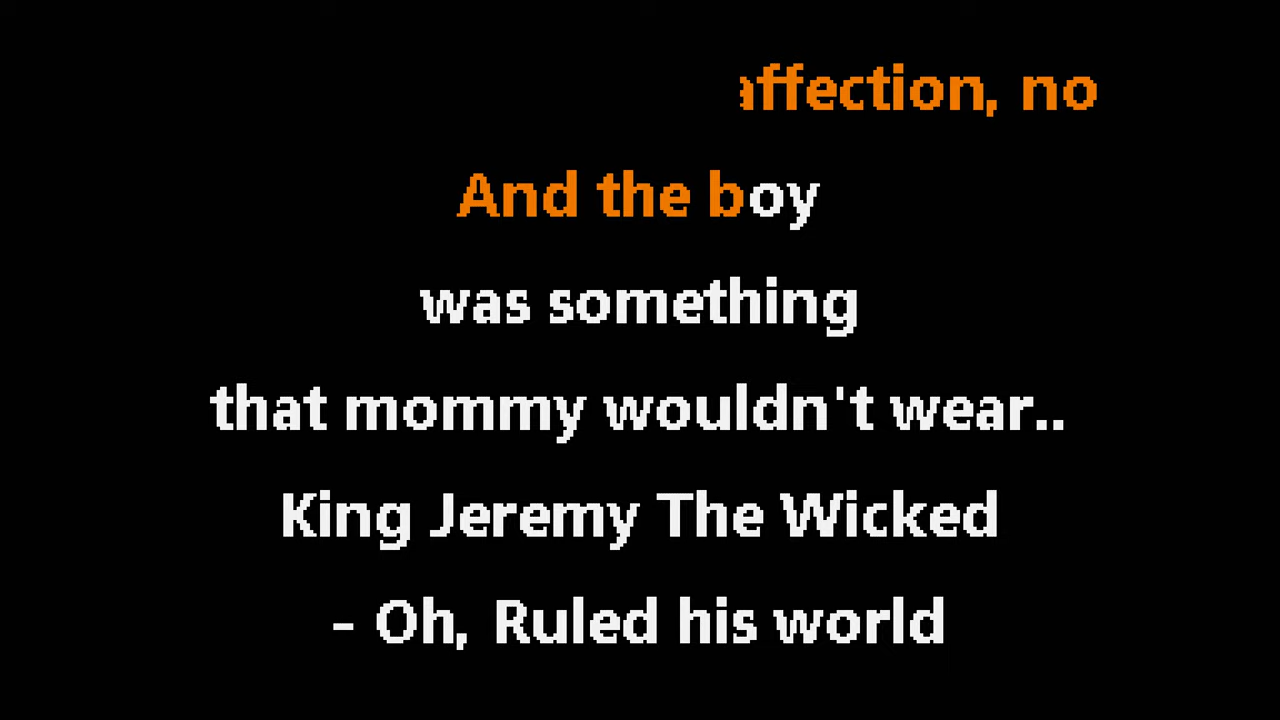 affection, no
And the boy
was something
that mommy wouldn't wear..
King Jeremy The Wicked
- Oh, Ruled his world